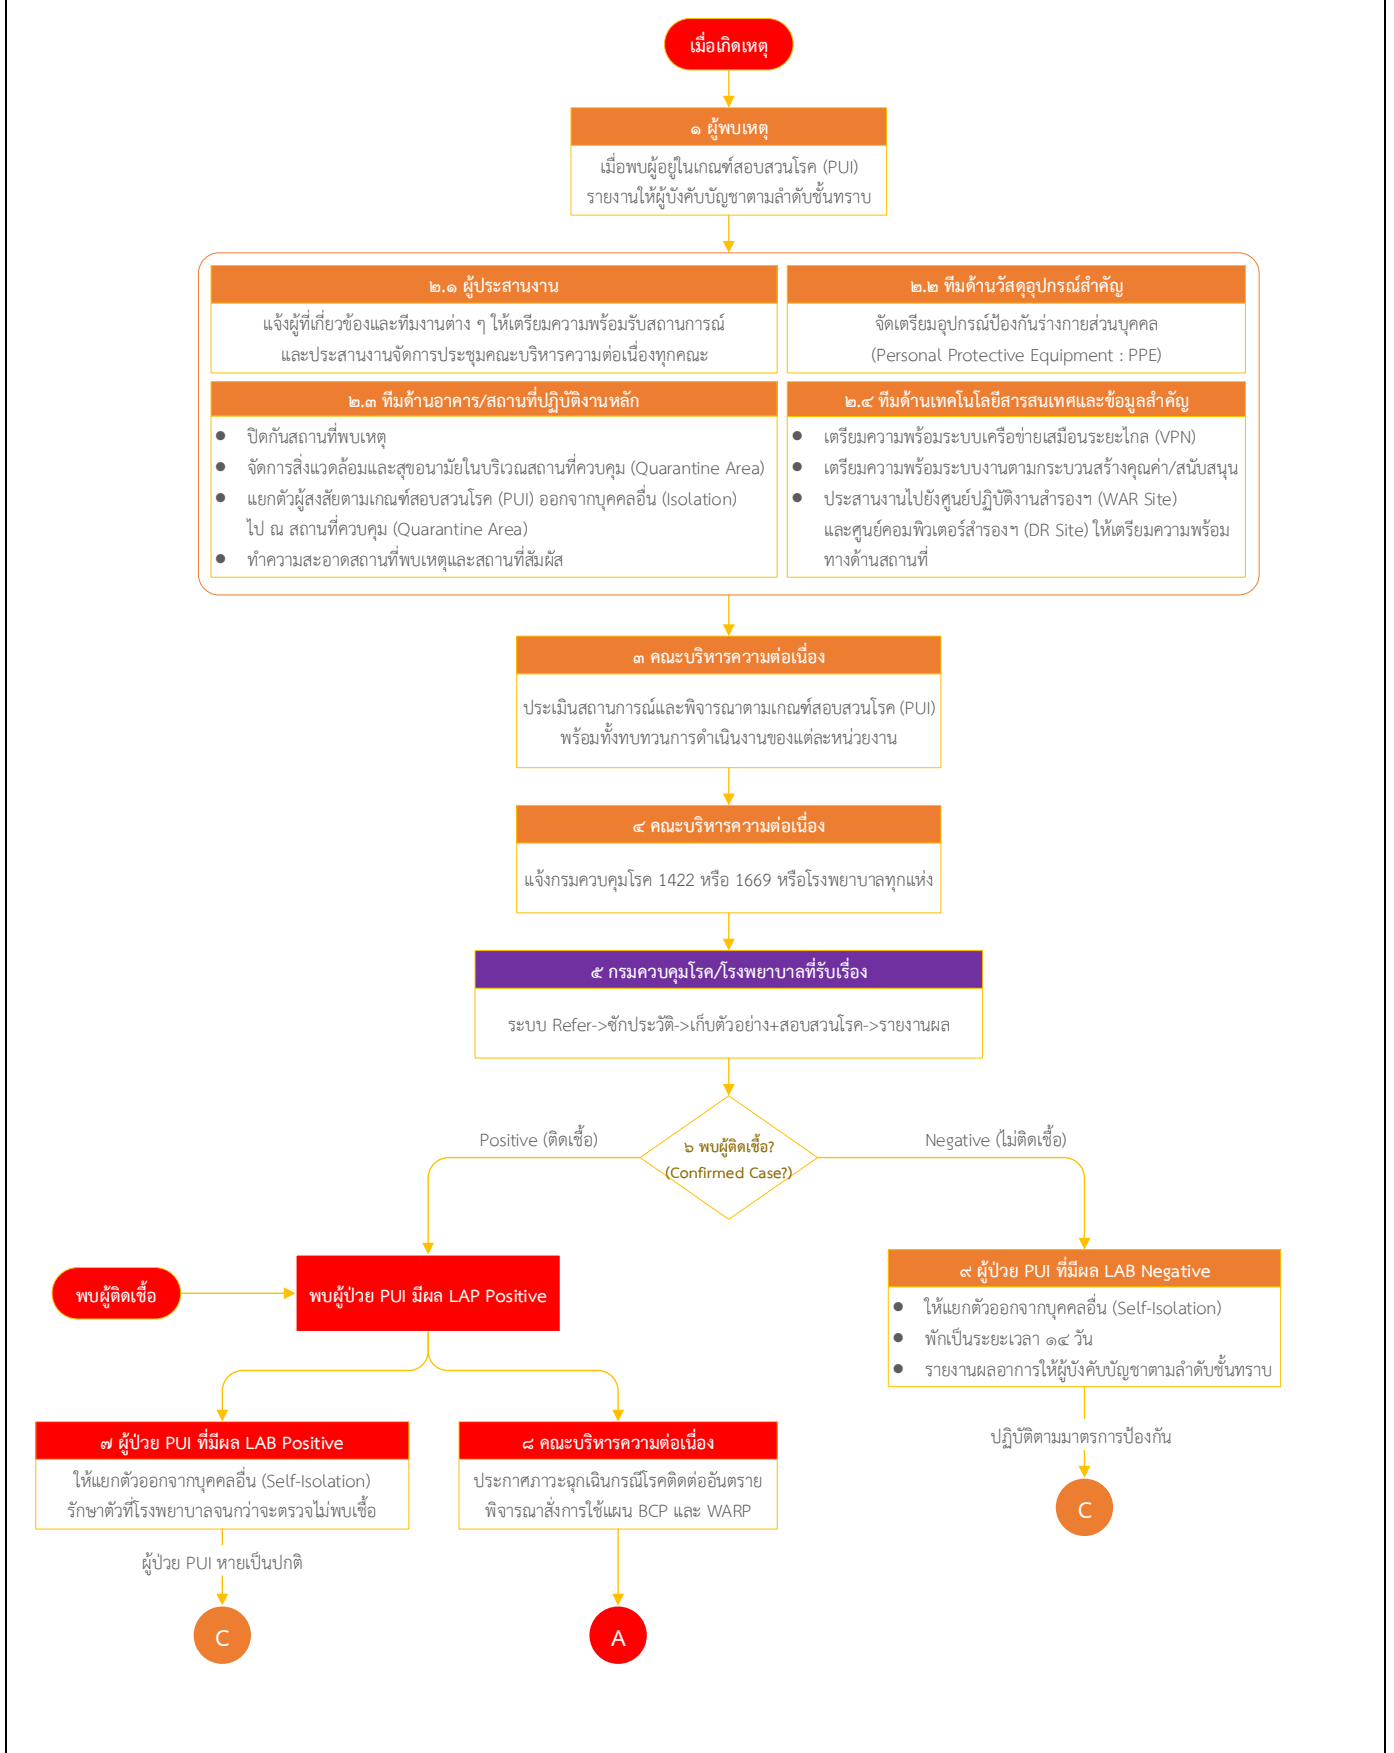 เมื่อเกิดเหตุ
๑ ผู้พบเหตุ
เมื่อพบผู้อยู่ในเกณฑ์สอบสวนโรค (PUI)
รายงานให้ผู้บังคับบัญชาตามลำดับชั้นทราบ
๒.๑ ผู้ประสานงาน
แจ้งผู้ที่เกี่ยวข้องและทีมงานต่าง ๆ ให้เตรียมความพร้อมรับสถานการณ์
และประสานงานจัดการประชุมคณะบริหารความต่อเนื่องทุกคณะ
๒.๒ ทีมด้านวัสดุอุปกรณ์สำคัญ
จัดเตรียมอุปกรณ์ป้องกันร่างกายส่วนบุคคล
(Personal Protective Equipment : PPE)
๒.๓ ทีมด้านอาคาร/สถานที่ปฏิบัติงานหลัก
● ปิดกันสถานที่พบเหตุ
● จัดการสิ่งแวดล้อมและสุขอนามัยในบริเวณสถานที่ควบคุม (Quarantine Area)
● แยกตัวผู้สงสัยตามเกณฑ์สอบสวนโรค (PUI) ออกจากบุคคลอื่น (Isolation)
ไป ณ สถานที่ควบคุม (Quarantine Area)
● ทำความสะอาดสถานที่พบเหตุและสถานที่สัมผัส
๒.๔ ทีมด้านเทคโนโลยีสารสนเทศและข้อมูลสำคัญ
● เตรียมความพร้อมระบบเครือข่ายเสมือนระยะไกล (VPN)
● เตรียมความพร้อมระบบงานตามกระบวนสร้างคุณค่า/สนับสนุน
● ประสานงานไปยังศูนย์ปฏิบัติงานสำรองฯ (WAR Site)
และศูนย์คอมพิวเตอร์สำรองฯ (DR Site) ให้เตรียมความพร้อม
ทางด้านสถานที่
๓ คณะบริหารความต่อเนื่อง
ประเมินสถานการณ์และพิจารณาตามเกณฑ์สอบสวนโรค (PUI)
พร้อมทั้งทบทวนการดำเนินงานของแต่ละหน่วยงาน
๔ คณะบริหารความต่อเนื่อง
แจ้งกรมควบคุมโรค 1422 หรือ 1669 หรือโรงพยาบาลทุกแห่ง
๕ กรมควบคุมโรค/โรงพยาบาลที่รับเรื่อง
ระบบ Refer->ซักประวัติ->เก็บตัวอย่าง+สอบสวนโรค->รายงานผล
Positive (ติดเชื้อ)
๖ พบผู้ติดเชื้อ?
(Confirmed Case?)
Negative (ไม่ติดเชื้อ)
พบผู้ติดเชื้อ
พบผู้ป่วย PUI มีผล LAP Positive
๙ ผู้ป่วย PUI ที่มีผล LAB Negative
● ให้แยกตัวออกจากบุคคลอื่น (Self-Isolation)
● พักเป็นระยะเวลา ๑๔ วัน
● รายงานผลอาการให้ผู้บังคับบัญชาตามลำดับชั้นทราบ
ปฏิบัติตามมาตรการป้องกัน
C
๗ ผู้ป่วย PUI ที่มีผล LAB Positive
ให้แยกตัวออกจากบุคคลอื่น (Self-Isolation)
รักษาตัวที่โรงพยาบาลจนกว่าจะตรวจไม่พบเชื้อ
ผู้ป่วย PUI หายเป็นปกติ
C
๘ คณะบริหารความต่อเนื่อง
ประกาศภาวะฉุกเฉินกรณีโรคติดต่ออันตราย
พิจารณาสั่งการใช้แผน BCP และ WARP
A